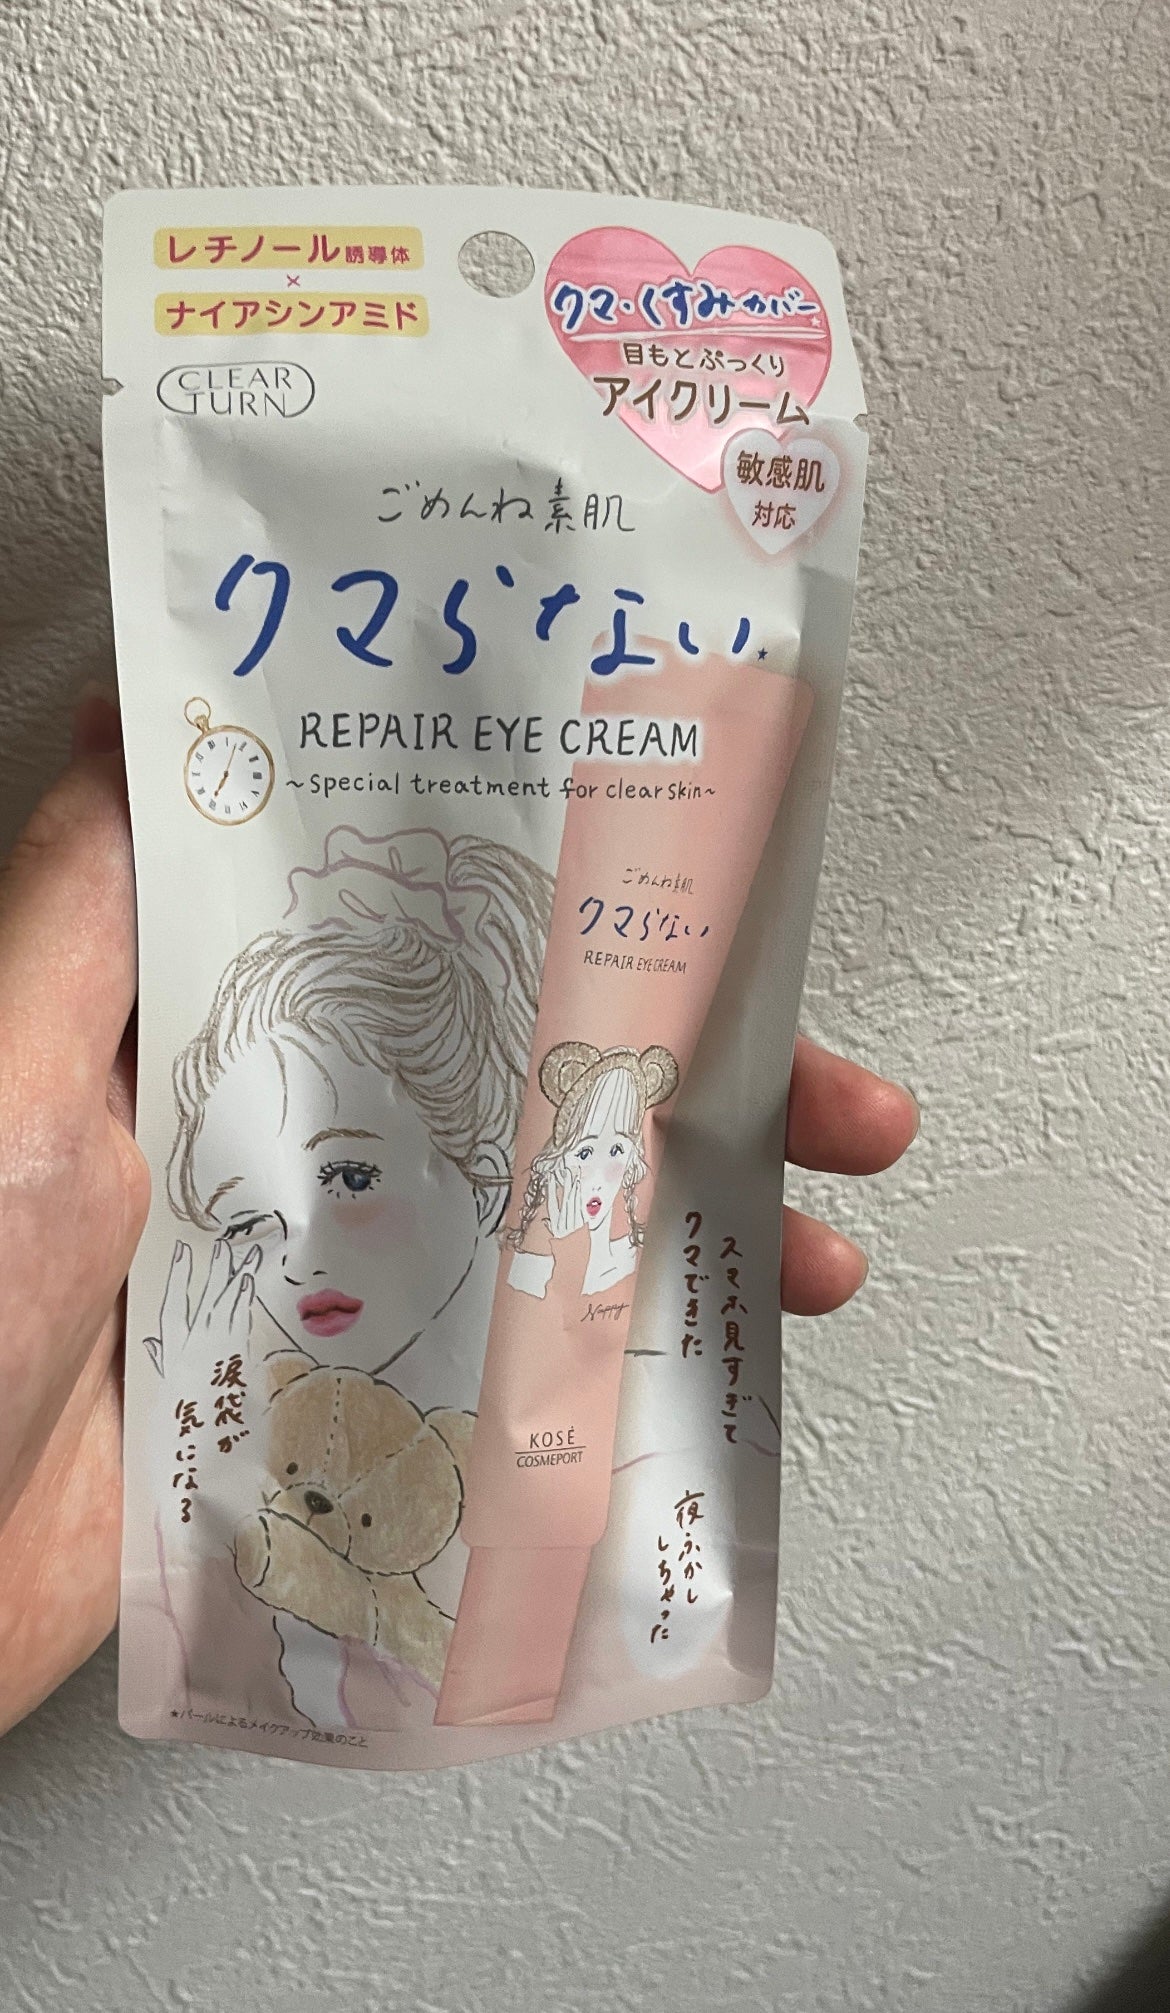 レチノール誘導体
×
ナイアシンアミド
CLEAR
TURN
クマ・くすみカバー★
目もとぷっくり
アイクリーム
敏感肌
対応
ごめんね素肌
クマらない★
REPAIR EYE CREAM
~special treatment for clear skin~
ごめんね素肌
クマらない
REPAIR EYE CREAM
Nappy
KOSÉ
COSMEPORT
スマホ見すぎて
クマできた
涙袋が
気になる
夜ふかし
しちゃった
★パールによるメイクアップ効果のこと